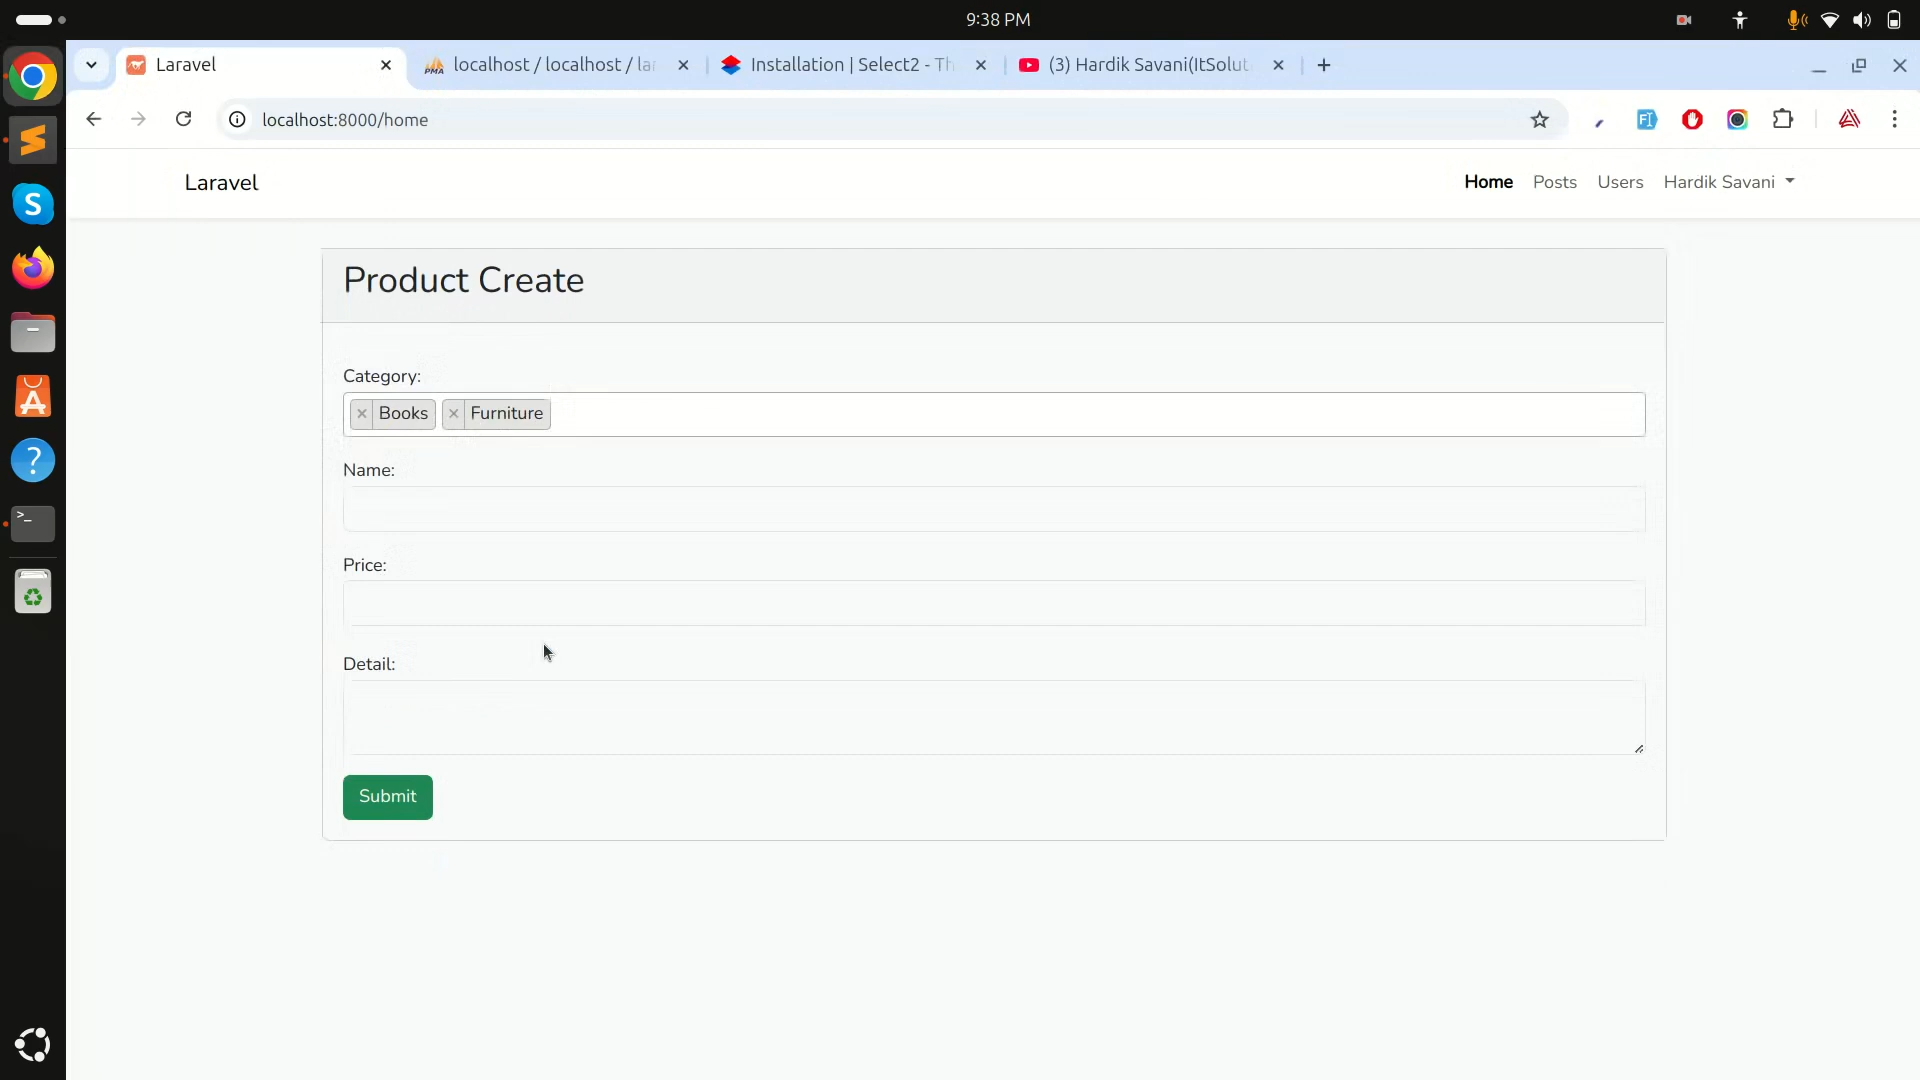 9:38 PM
Laravel
localhost / localhost / lar
Installation | Select2 - Th
(3) Hardik Savani(ItSolut
localhost:8000/home
Laravel
Home
Posts
Users
Hardik Savani
Product Create
Category:
× Books
× Furniture
Name:
Price:
Detail:
Submit